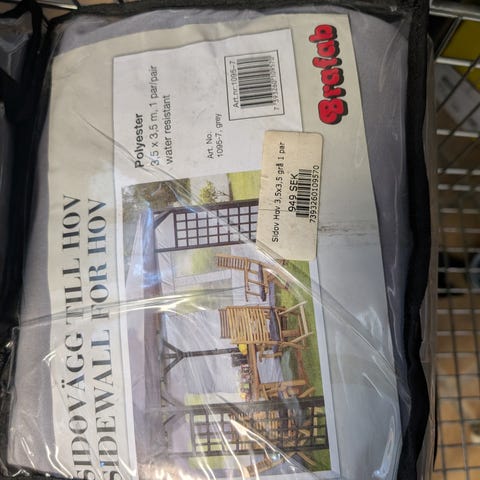 Brafab
Art.nr:1095-7
7393260109570
Polyester
3,5 x 3,5 m, 1 par/pair
water resistant
Art. No.
1095-7, grey
Sidov Hov 3,5x3,5 grå 1 par
949 SEK
7393260109570
SIDOVÄGG TILL HOV
SIDEWALL FOR HOV